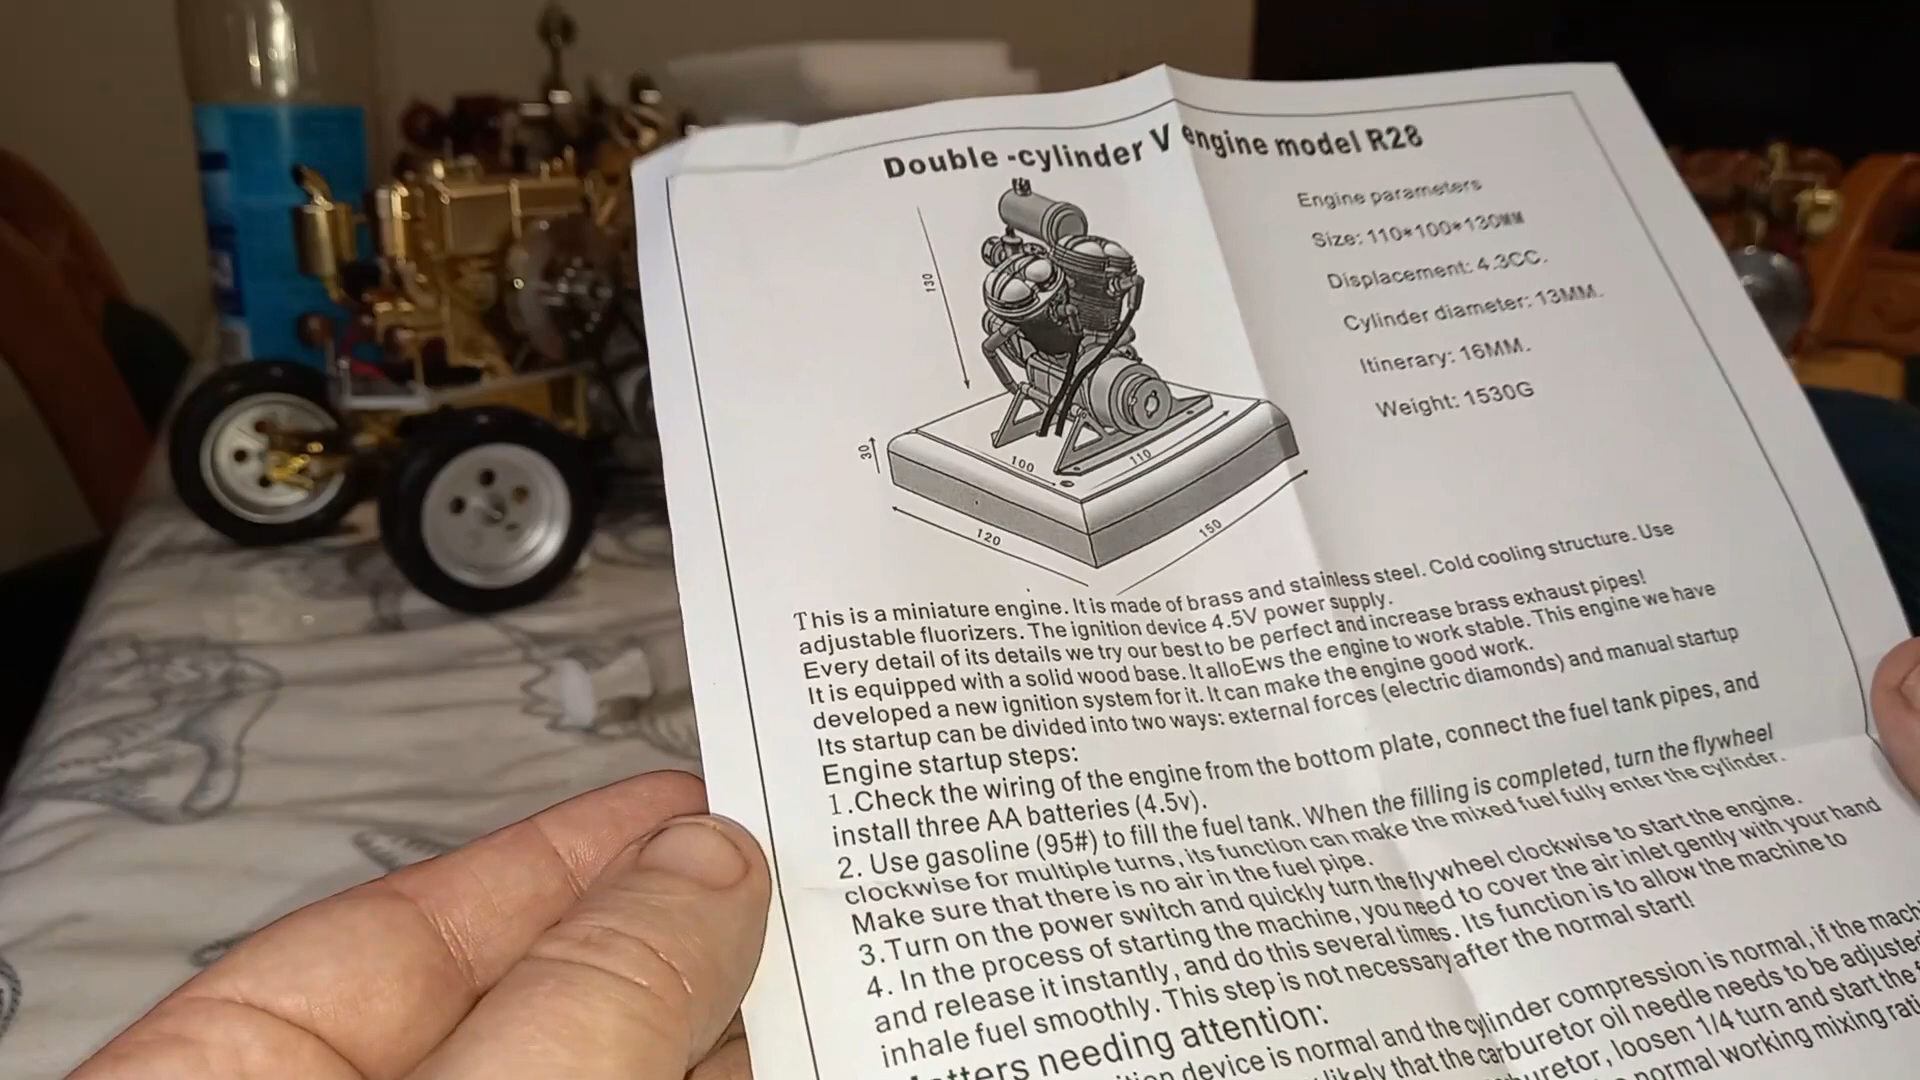 Double -cylinder V engine model R28
Engine parameters
Size: 110*100*130MM
Displacement: 4.3CC.
Cylinder diameter: 13MM.
Itinerary: 16MM.
Weight: 1530G
130
30
100
110
120
150
This is a miniature engine. It is made of brass and stainless steel. Cold cooling structure. Use
adjustable fluorizers. The ignition device 4.5V power supply.
Every detail of its details we try our best to be perfect and increase brass exhaust pipes!
It is equipped with a solid wood base. It alloEws the engine to work stable. This engine we have
developed a new ignition system for it. It can make the engine good work.
Its startup can be divided into two ways: external forces (electric diamonds) and manual startup
Engine startup steps:
1.Check the wiring of the engine from the bottom plate, connect the fuel tank pipes, and
install three AA batteries (4.5v).
2. Use gasoline (95#) to fill the fuel tank. When the filling is completed, turn the flywheel
clockwise for multiple turns, its function can make the mixed fuel fully enter the cylinder.
Make sure that there is no air in the fuel pipe.
3.Turn on the power switch and quickly turn the flywheel clockwise to start the engine.
4. In the process of starting the machine, you need to cover the air inlet gently with your hand
and release it instantly, and do this several times. Its function is to allow the machine to
inhale fuel smoothly. This step is not necessary after the normal start!
needing attention:
device is normal and the cylinder compression is normal, if the
likely that the carburetor oil needle needs to be adjusted
loosen 1/4 turn and start the
normal working mixing